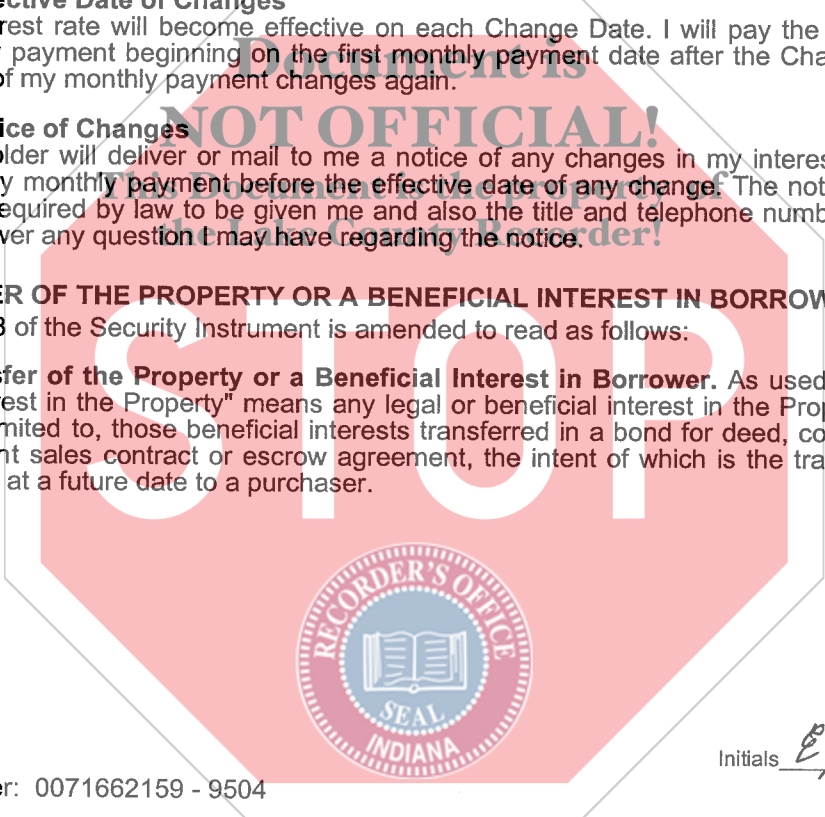 ctive Date of Changes
rest rate will become effective on each Change Date. I will pay the
payment beginning on the first monthly payment date after the Cha
of my monthly payment changes again.
Document is
NOT OFFICIAL!
This Document is the property of
the Lake County Recorder!
ice of Changes
lder will deliver or mail to me a notice of any changes in my interes
y monthly payment before the effective date of any change. The not
equired by law to be given me and also the title and telephone numb
ver any question I may have regarding the notice.
ER OF THE PROPERTY OR A BENEFICIAL INTEREST IN BORROW
of the Security Instrument is amended to read as follows:
STOP
fer of the Property or a Beneficial Interest in Borrower. As used
est in the Property" means any legal or beneficial interest in the Prop
mited to, those beneficial interests transferred in a bond for deed, co
nt sales contract or escrow agreement, the intent of which is the tra
at a future date to a purchaser.
RECORDER'S OFFICE
SEAL
INDIANA
Initials
er: 0071662159 - 9504